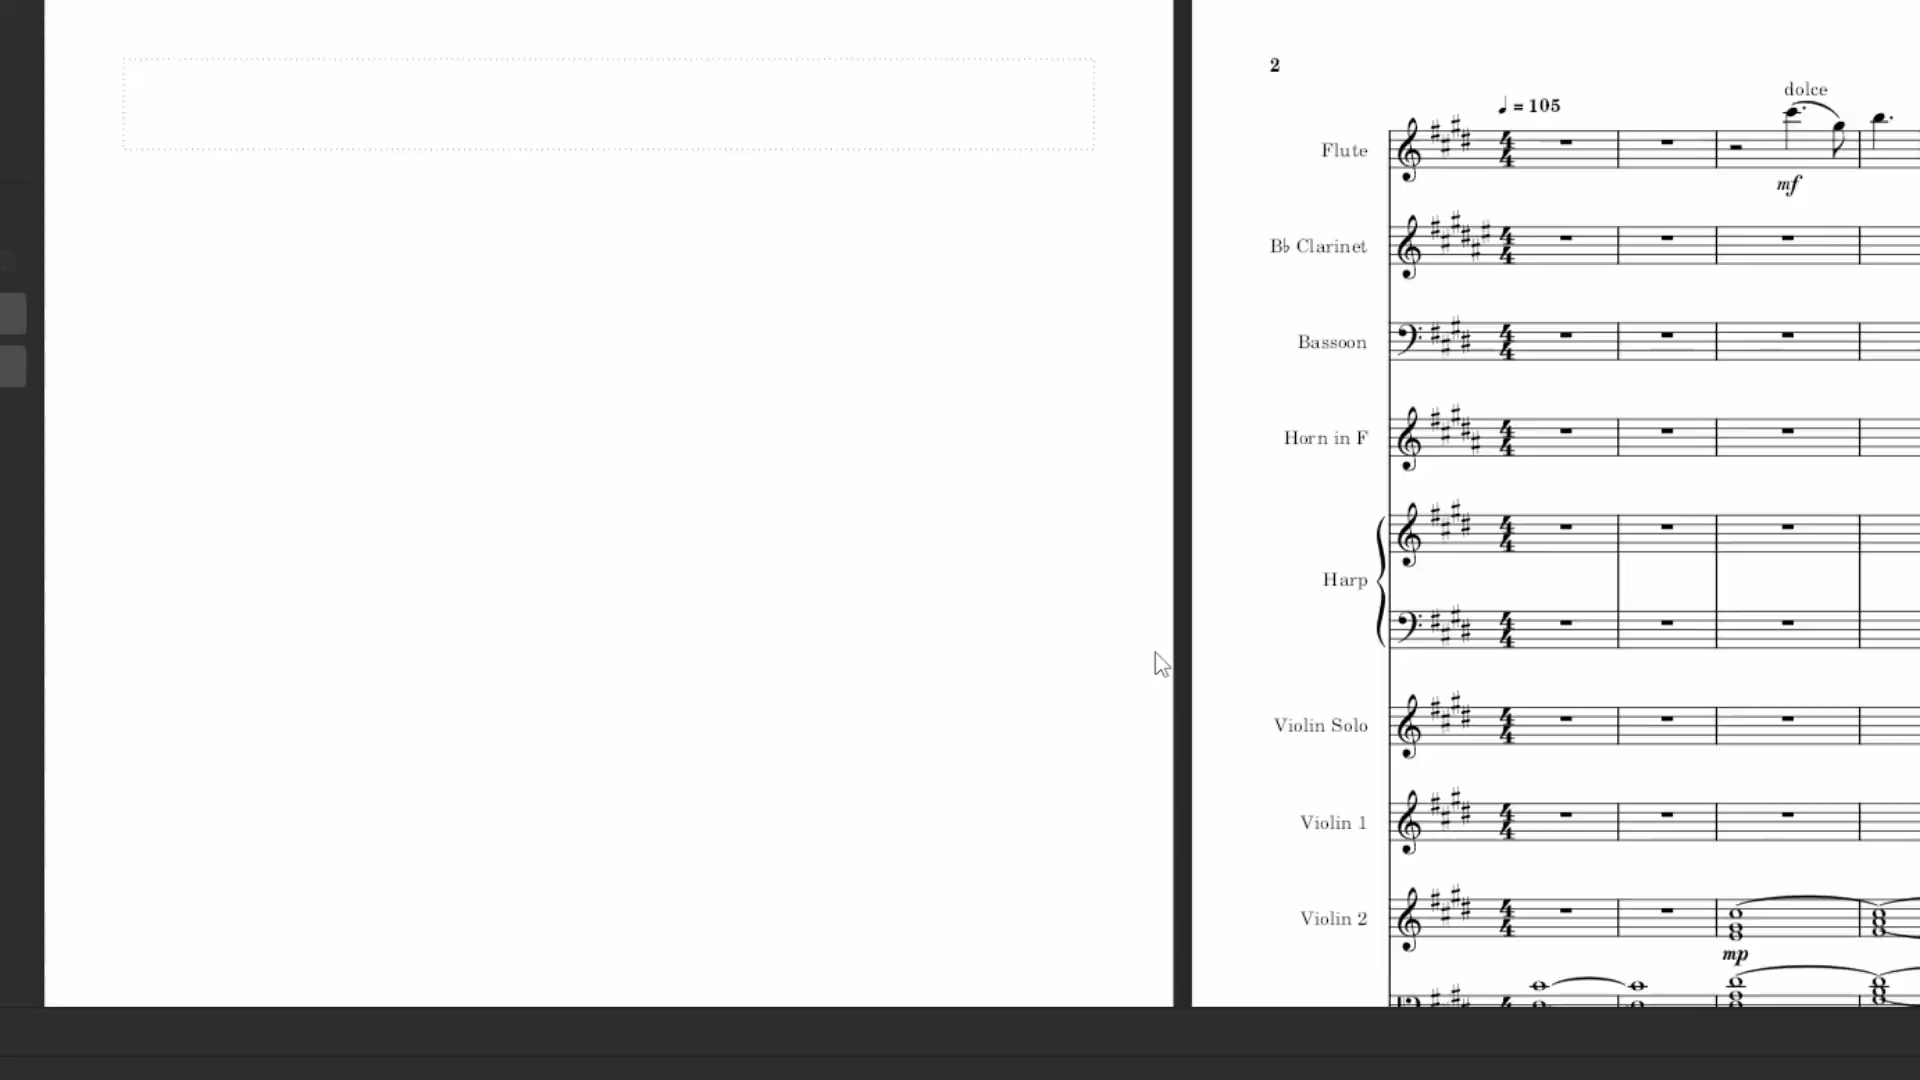 2
dolce
♩ = 105
Flute
mf
B♭ Clarinet
Bassoon
Horn in F
Harp
Violin Solo
Violin 1
Violin 2
mp